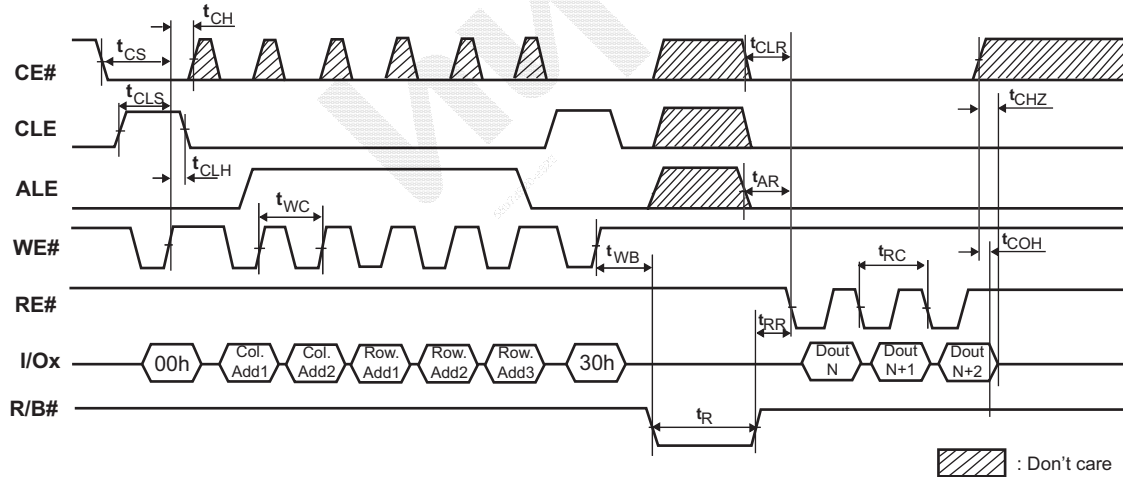 tCH
tCS
tCLR
CE#
tCLS
tCHZ
CLE
tCLH
tAR
ALE
tWC
WE#
tWB
tRC
tCOH
RE#
tRR
I/Ox
00h
Col. Add1
Col. Add2
Row. Add1
Row. Add2
Row. Add3
30h
Dout N
Dout N+1
Dout N+2
R/B#
tR
: Don't care